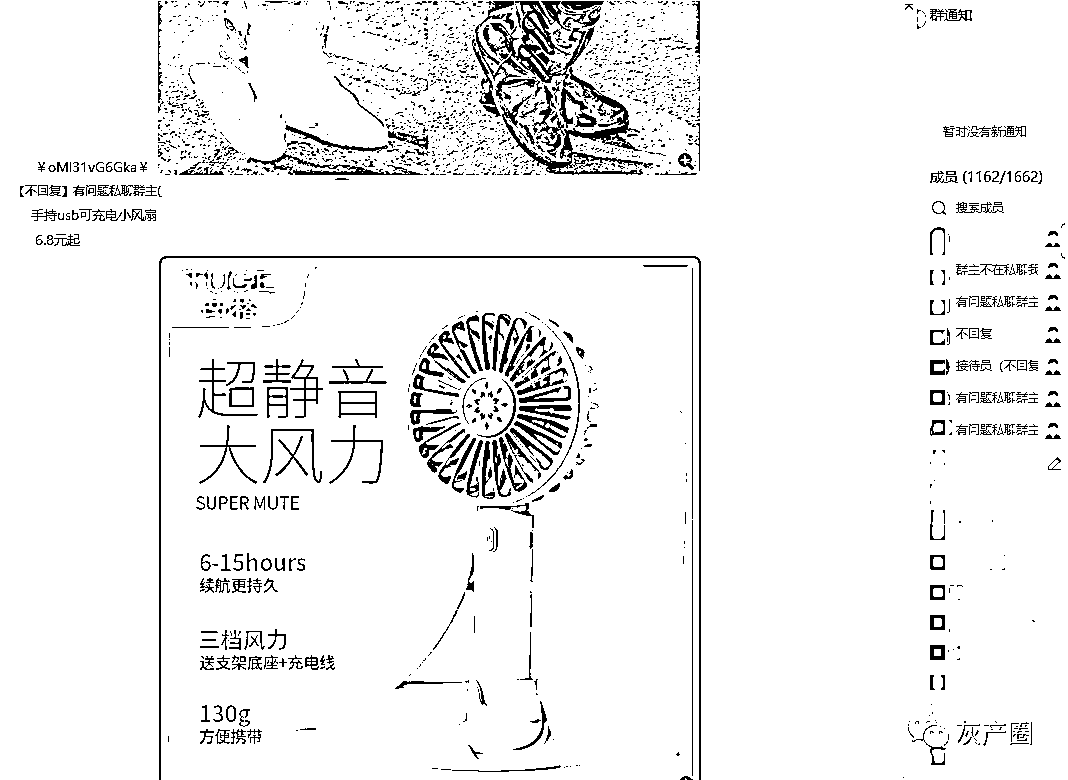 ￥oMl31vG6Gka￥
【不回复】有问题私聊群主(
手持usb可充电小风扇
6.8元起
超静音
大风力
SUPER MUTE
6-15hours
续航更持久
三档风力
送支架底座+充电线
130g
方便携带
群通知
暂时没有新通知
成员 (1162/1662)
搜索成员
群主不在私聊我
有问题私聊群主
不回复
接待员（不回复
有问题私聊群主
有问题私聊群主
灰产圈